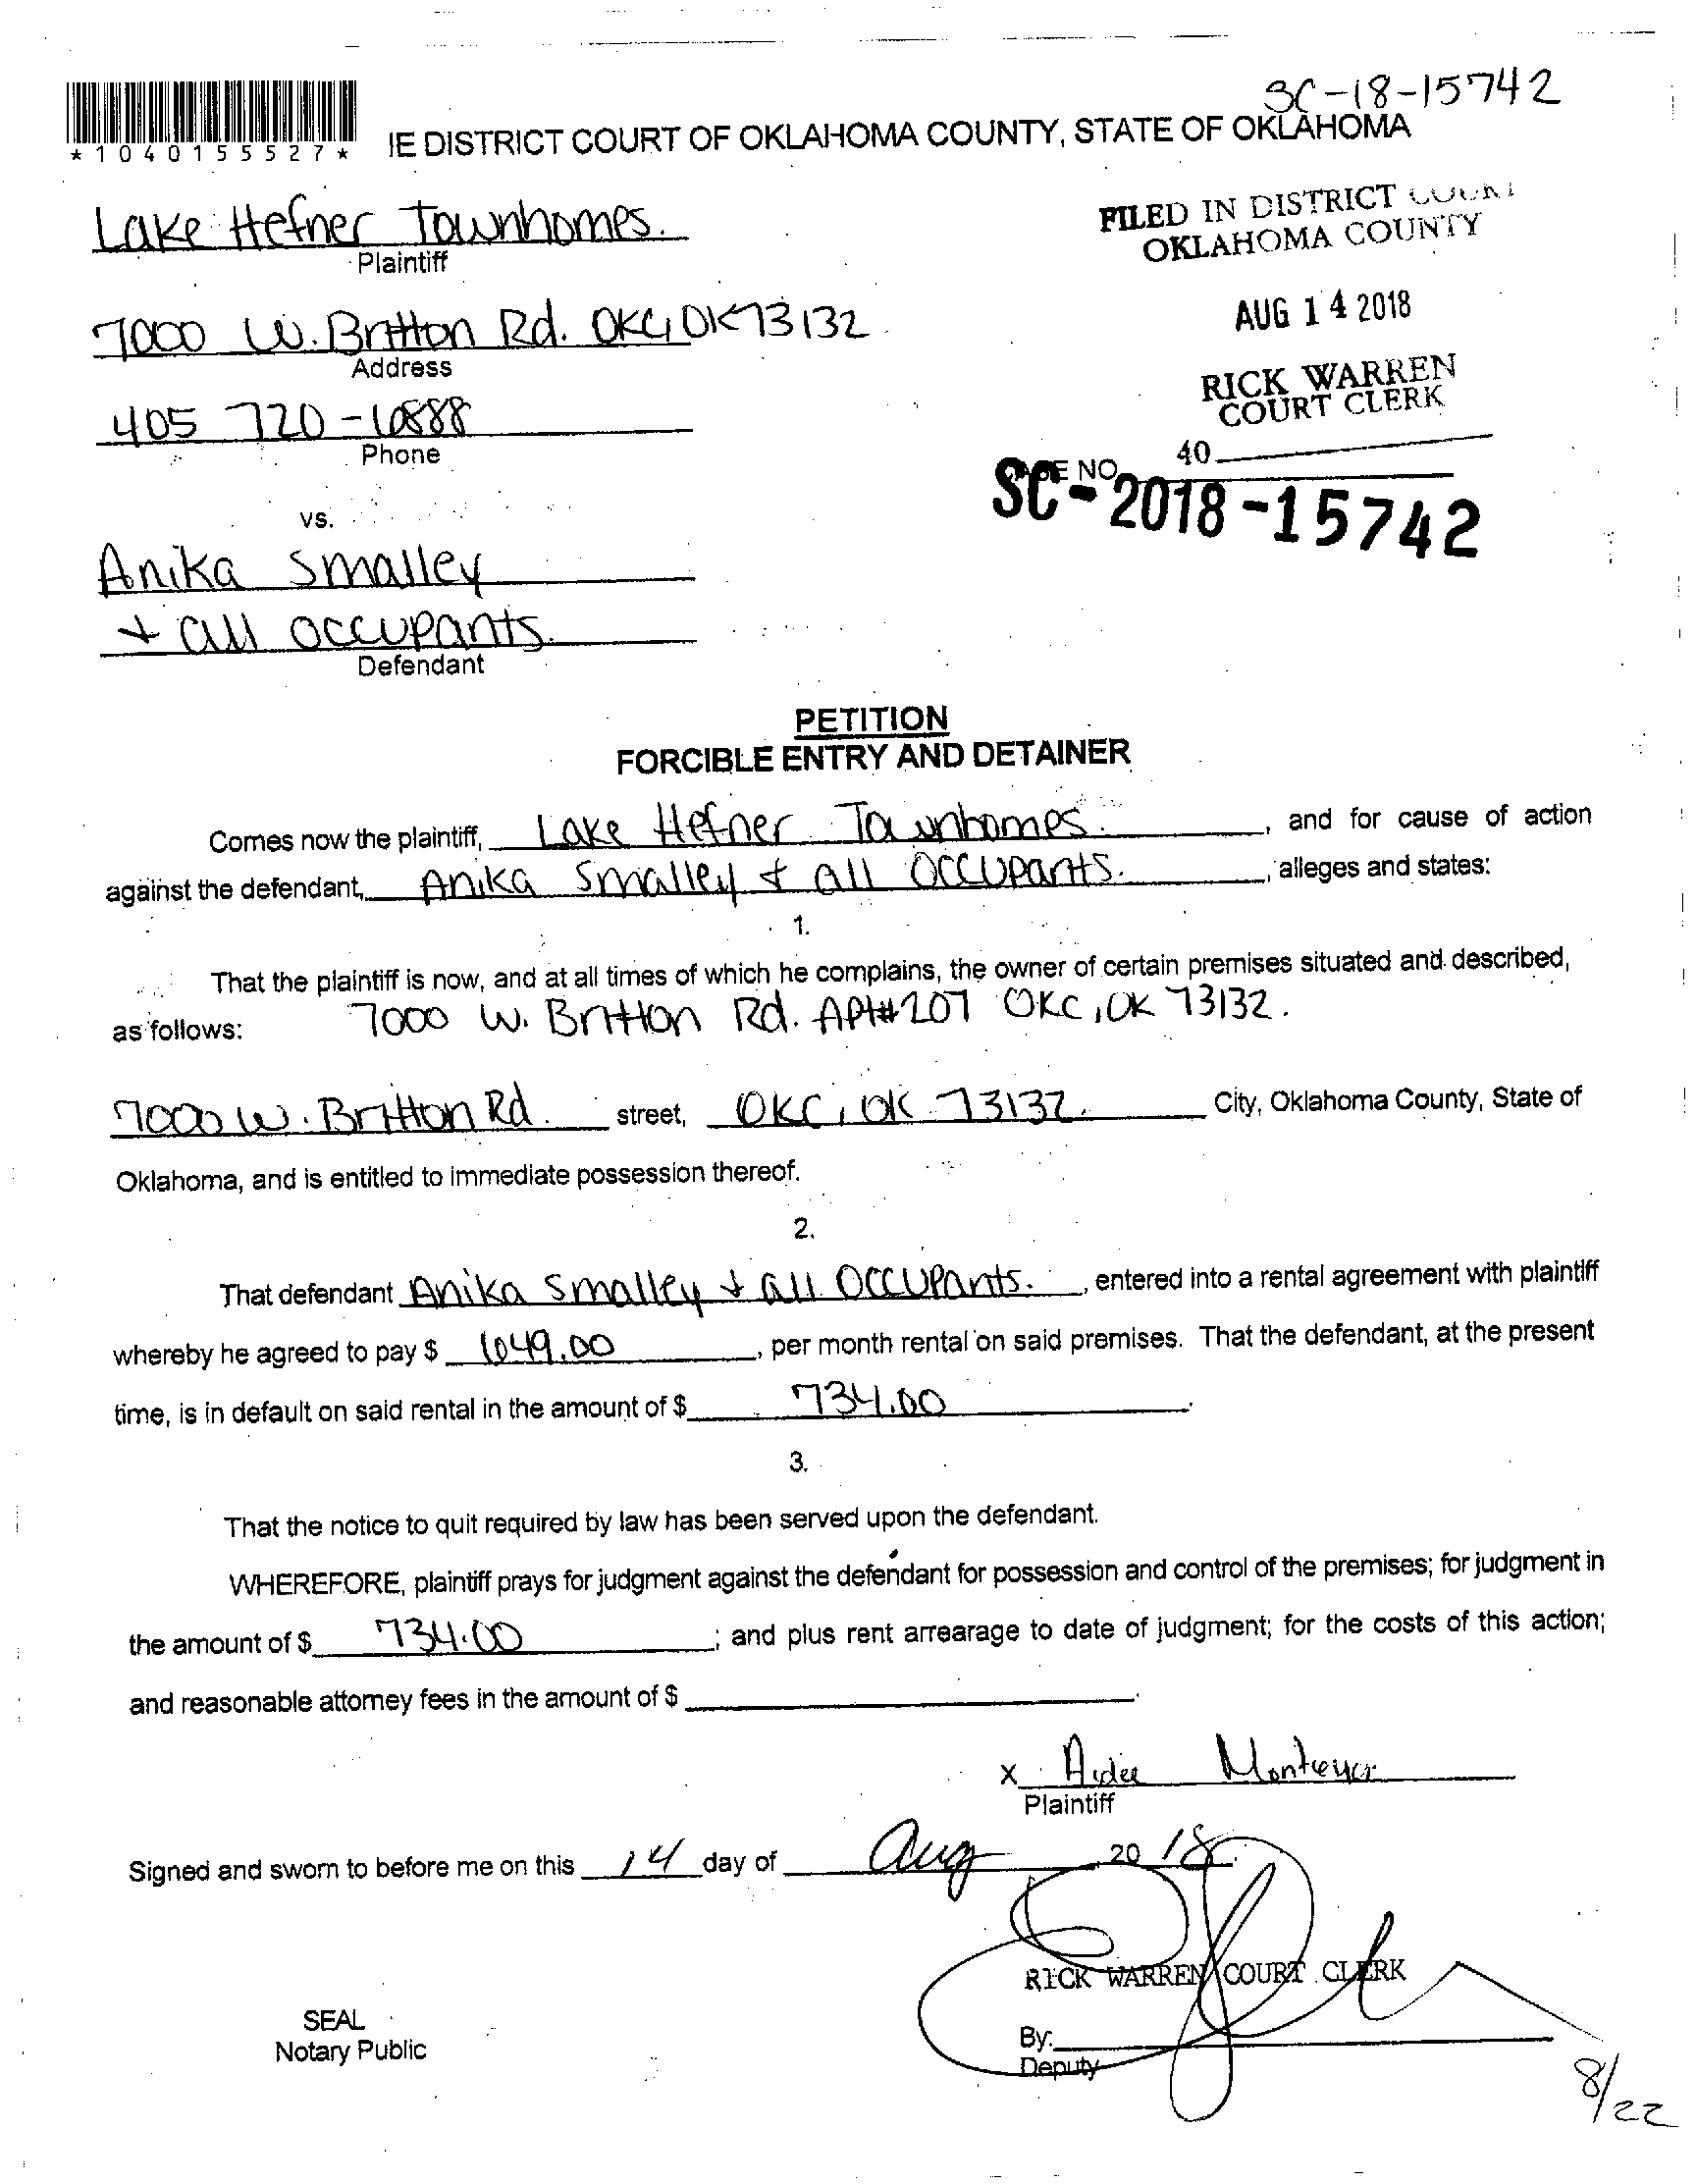 SC-18-15742
*1040155527*
IE DISTRICT COURT OF OKLAHOMA COUNTY, STATE OF OKLAHOMA
Lake Hefner Townhomes.
Plaintiff
FILED IN DISTRICT COURT
OKLAHOMA COUNTY
AUG 14 2018
RICK WARREN
COURT CLERK
40
7000 W. Britton Rd. OKC, OK 73132
Address
405 720-6888
Phone
NO.
SC-2018-15742
vs.
Anika Smalley
+ all occupants.
Defendant
PETITION
FORCIBLE ENTRY AND DETAINER
Comes now the plaintiff, Lake Hefner Townhomes. , and for cause of action
against the defendant, Anika Smalley & all occupants. , alleges and states:
1.
That the plaintiff is now, and at all times of which he complains, the owner of certain premises situated and described,
as follows: 7000 W. Britton Rd. Apt#207 OKC, OK 73132.
7000 W. Britton Rd. street, OKC, OK 73132. City, Oklahoma County, State of
Oklahoma, and is entitled to immediate possession thereof.
2.
That defendant Anika Smalley + all occupants. , entered into a rental agreement with plaintiff
whereby he agreed to pay $ 649.00 , per month rental on said premises. That the defendant, at the present
time, is in default on said rental in the amount of $ 734.00 .
3.
That the notice to quit required by law has been served upon the defendant.
WHEREFORE, plaintiff prays for judgment against the defendant for possession and control of the premises; for judgment in
the amount of $ 734.00 ; and plus rent arrearage to date of judgment; for the costs of this action;
and reasonable attorney fees in the amount of $ .
x Aidee
Plaintiff
Signed and sworn to before me on this 14 day of Aug , 20 18.
RICK WARREN COURT CLERK
SEAL
Notary Public
By:
Deputy
8/22